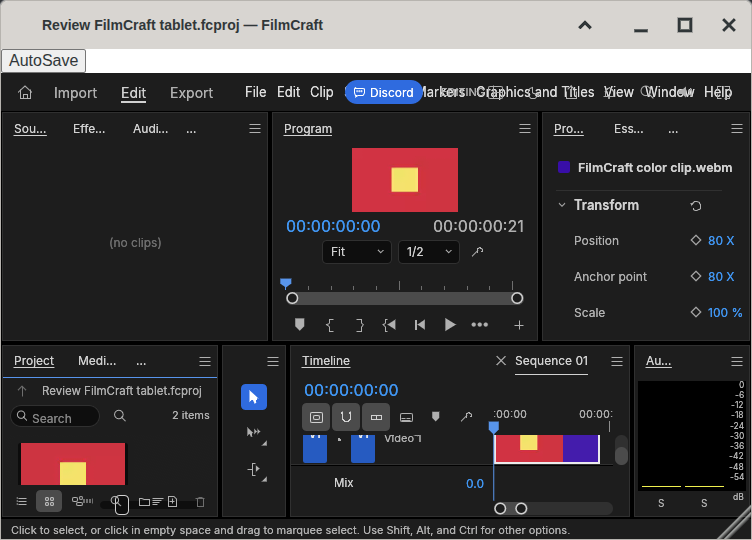 Review FilmCraft tablet.fcproj — FilmCraft
AutoSave
Import Edit Export File Edit Clip Discord Markers Graphics and Titles View Window Help
Sou... Effe... Audi... ...
Program
Pro... Ess... ...
(no clips)
00:00:00:00 00:00:00:21
Fit 1/2
FilmCraft color clip.webm
Transform
Position 80 X
Anchor point 80 X
Scale 100 %
Project Medi... ...
Review FilmCraft tablet.fcproj
Search 2 items
Timeline Sequence 01
00:00:00:00
:00:00 00:00:
V1 V1 Video 1
Mix 0.0
Au...
0
-6
-12
-18
-24
-30
-36
-42
-48
-54
dB
S S
Click to select, or click in empty space and drag to marquee select. Use Shift, Alt, and Ctrl for other options.